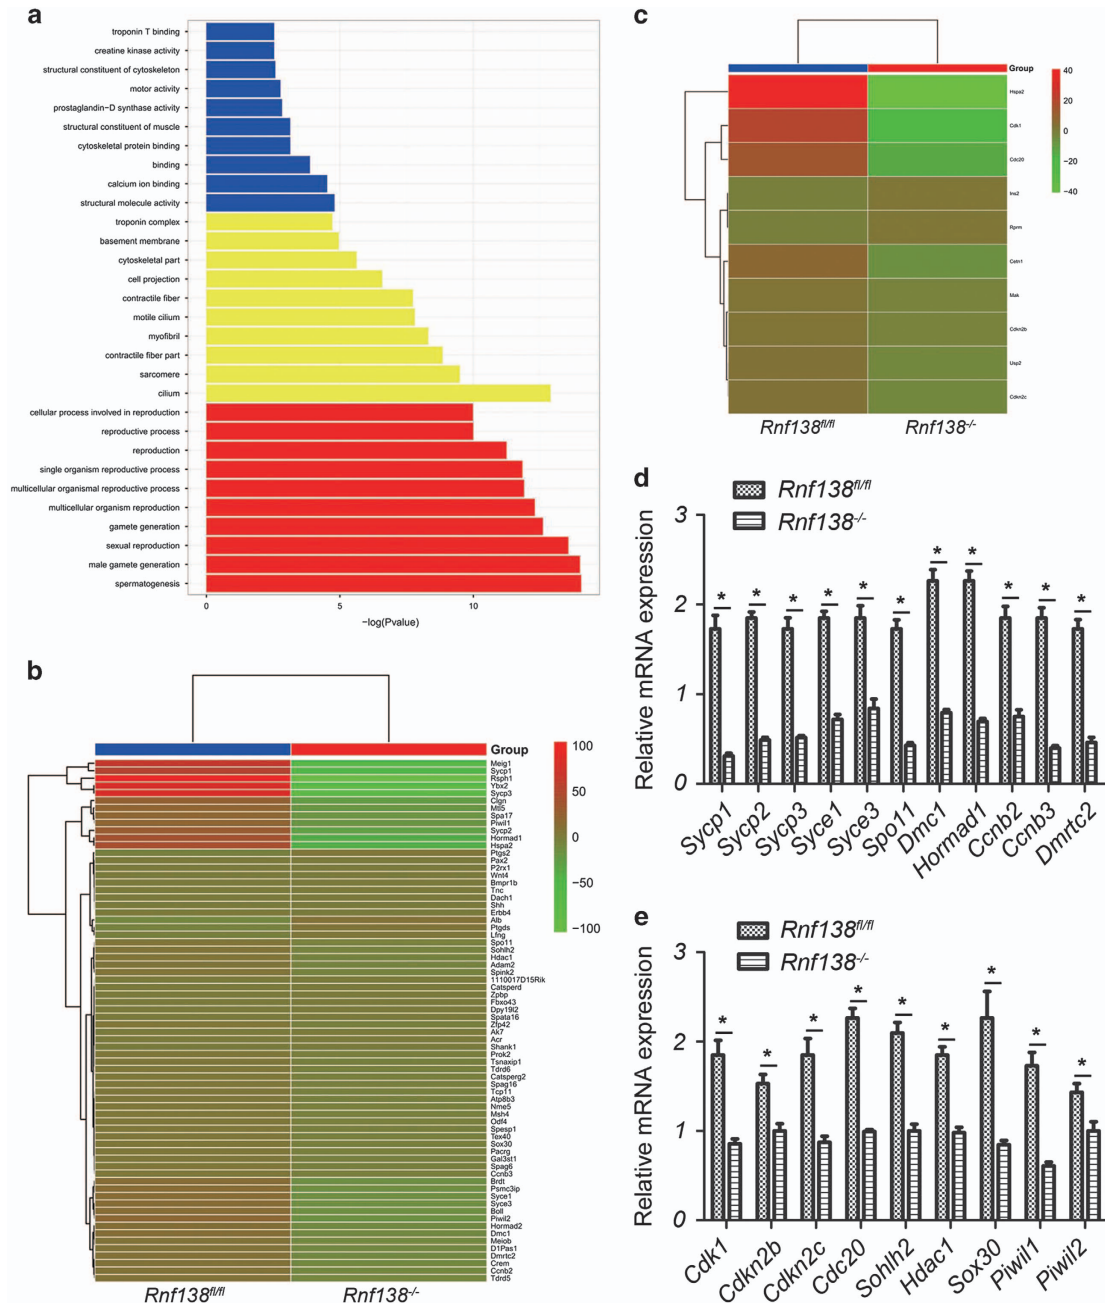 a
troponin T binding
creatine kinase activity
structural constituent of cytoskeleton
motor activity
prostaglandin−D synthase activity
structural constituent of muscle
cytoskeletal protein binding
binding
calcium ion binding
structural molecule activity
troponin complex
basement membrane
cytoskeletal part
cell projection
contractile fiber
motile cilium
myofibril
contractile fiber part
sarcomere
cilium
cellular process involved in reproduction
reproductive process
reproduction
single organism reproductive process
multicellular organismal reproductive process
multicellular organism reproduction
gamete generation
sexual reproduction
male gamete generation
spermatogenesis
0 5 10
−log(Pvalue)
b
Group
Meig1
Sycp1
Rsph1
Ybx2
Sycp3
Clgn
Mtl5
Spa17
Piwil1
Sycp2
Hormad1
Hspa2
Ptgs2
Pax2
P2rx1
Wnt4
Bmpr1b
Tnc
Dach1
Shh
Erbb4
Alb
Ptgds
Lfng
Spo11
Sohlh2
Hdac1
Adam2
Spink2
1110017D15Rik
Catsperd
Zpbp
Fbxo43
Dpy19l2
Spata16
Zfp42
Ak7
Acr
Shank1
Prok2
Tsnaxip1
Tdrd6
Catsperg2
Spag16
Tcp11
Atp8b3
Nme5
Msh4
Odf4
Spesp1
Tex40
Sox30
Pacrg
Gal3st1
Spag6
Ccnb3
Brdt
Psmc3ip
Syce1
Syce3
Boll
Piwil2
Hormad2
Dmc1
Meiob
D1Pas1
Dmrtc2
Crem
Ccnb2
Tdrd5
100
50
0
−50
−100
Rnf138fl/fl Rnf138-/-
c
Group
Hspa2
Cdk1
Cdc20
Ins2
Rprm
Cetn1
Mak
Cdkn2b
Usp2
Cdkn2c
40
20
0
−20
−40
Rnf138fl/fl Rnf138-/-
d
Rnf138fl/fl
Rnf138-/-
Relative mRNA expression
3
2
1
0
* * * * * * * * * * *
Sycp1 Sycp2 Sycp3 Syce1 Syce3 Spo11 Dmc1 Hormad1 Ccnb2 Ccnb3 Dmrtc2
e
Rnf138fl/fl
Rnf138-/-
Relative mRNA expression
3
2
1
0
* * * * * * * * *
Cdk1 Cdkn2b Cdkn2c Cdc20 Sohlh2 Hdac1 Sox30 Piwil1 Piwil2